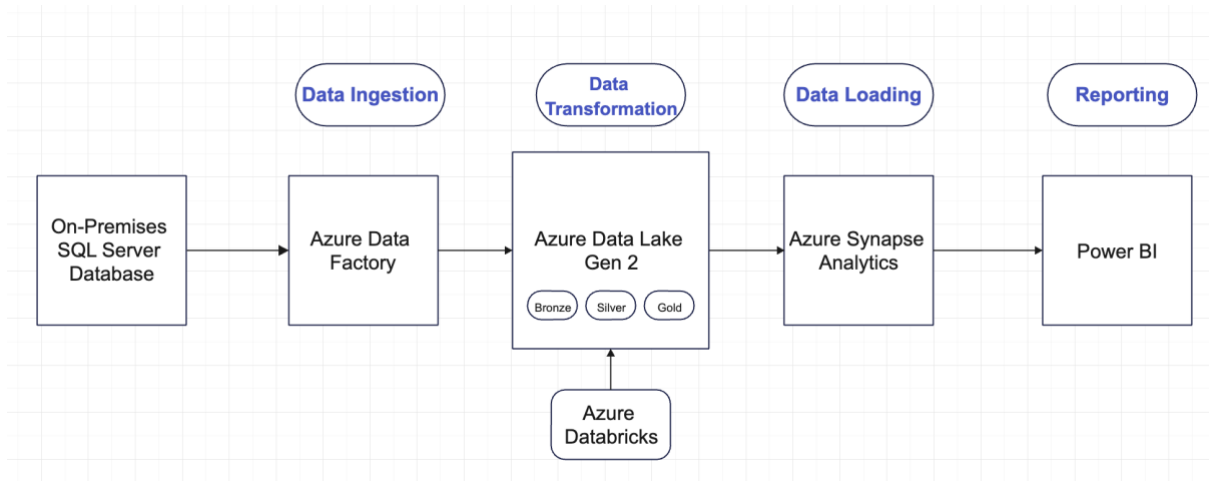 Data Ingestion
Data
Transformation
Data Loading
Reporting
On-Premises
SQL Server
Database
Azure Data
Factory
Azure Data Lake
Gen 2
Bronze
Silver
Gold
Azure Synapse
Analytics
Power BI
Azure
Databricks